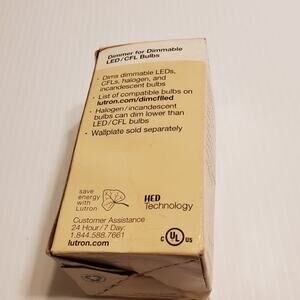 Dimmer for Dimmable
LED/CFL Bulbs
• Dims dimmable LEDs,
CFLs, halogen, and
incandescent bulbs
• List of compatible bulbs on
lutron.com/dimcflled
• Halogen/incandescent
bulbs can dim lower than
LED/CFL bulbs
• Wallplate sold separately
save
energy
with
Lutron
HED
Technology
Customer Assistance
24 Hour/7 Day:
1.844.588.7661
lutron.com
C UL US